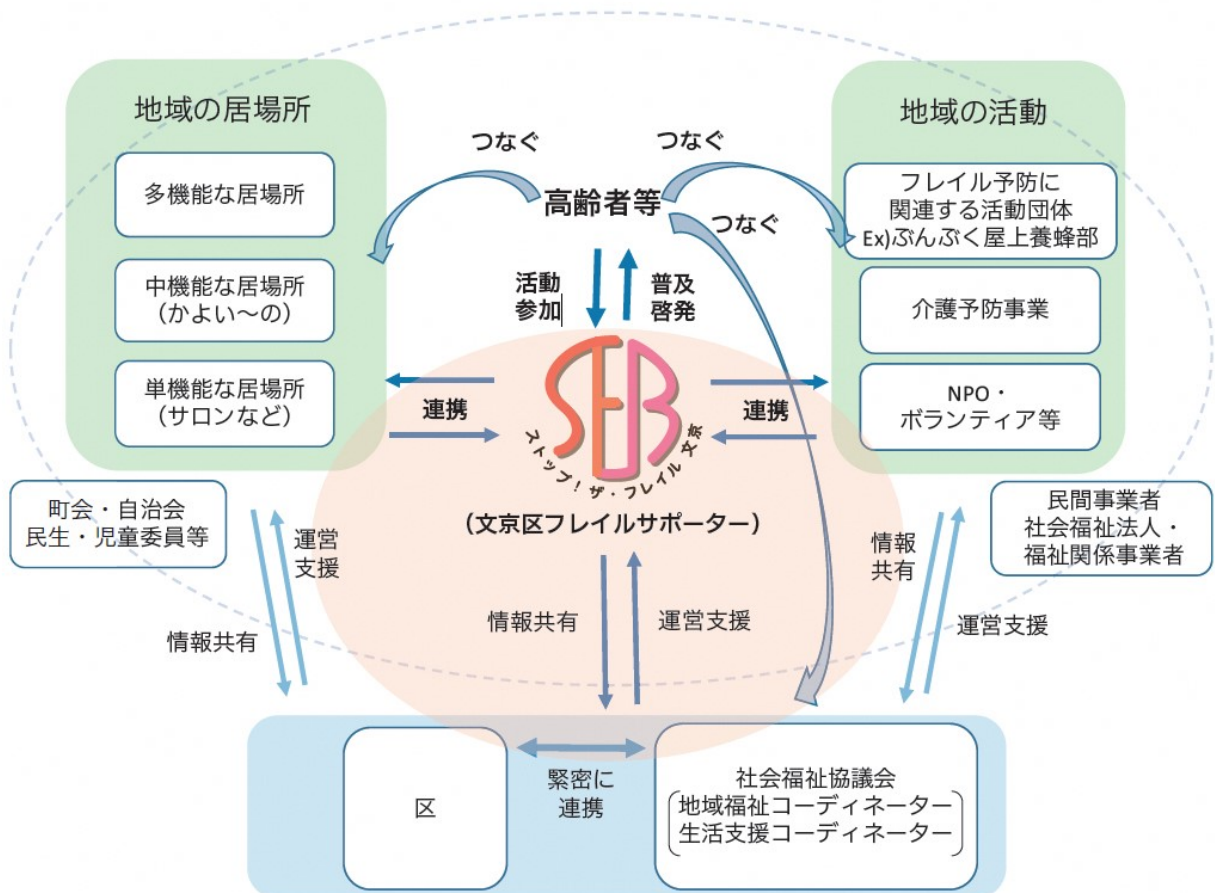 地域の居場所
多機能な居場所
中機能な居場所
（かよい～の）
単機能な居場所
（サロンなど）
つなぐ
つなぐ
高齢者等
つなぐ
地域の活動
フレイル予防に
関連する活動団体
Ex)ぶんぶく屋上養蜂部
介護予防事業
NPO・
ボランティア等
活動
参加
普及
啓発
連携
連携
SFB
ストップ！ザ・フレイル 文京
（文京区フレイルサポーター）
町会・自治会
民生・児童委員等
運営
支援
情報共有
情報共有
運営支援
情報
共有
運営支援
民間事業者
社会福祉法人・
福祉関係事業者
区
緊密に
連携
社会福祉協議会
地域福祉コーディネーター
生活支援コーディネーター